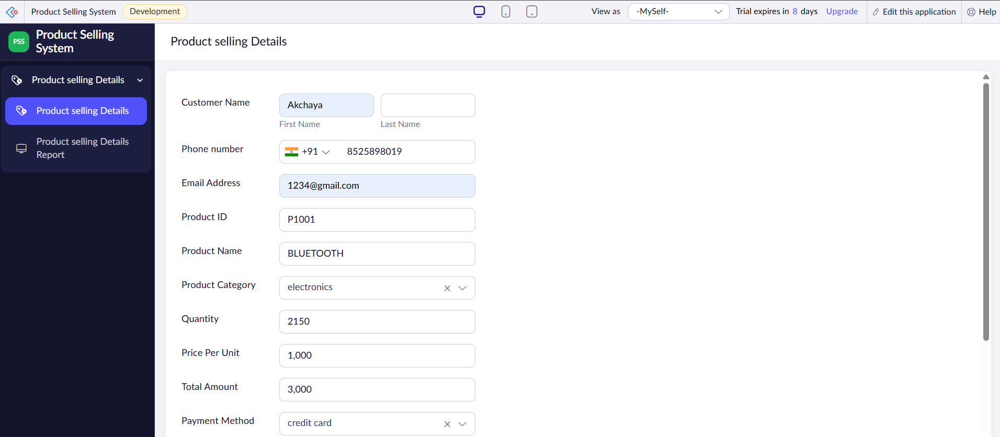 Product Selling System Development View as -MySelf- Trial expires in 8 days Upgrade Edit this application Help
PSS Product Selling
System
Product selling Details
Product selling Details
Product selling Details
Report
Product selling Details
Customer Name Akchaya
First Name Last Name
Phone number +91 8525898019
Email Address 1234@gmail.com
Product ID P1001
Product Name BLUETOOTH
Product Category electronics
Quantity 2150
Price Per Unit 1,000
Total Amount 3,000
Payment Method credit card